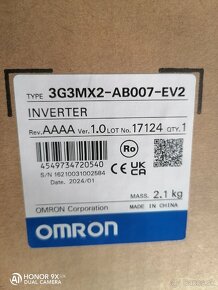 TYPE 3G3MX2-AB007-EV2
INVERTER
Rev. AAAA Ver. 1.0 LOT No. 17124 QTY. 1
4549734720540
S/N 16210031002584
Date. 2024/01
Ro
CE UK CA
MASS. 2.1 kg
OMRON Corporation MADE IN CHINA
OMRON
HONOR 9X
AI CAMERA